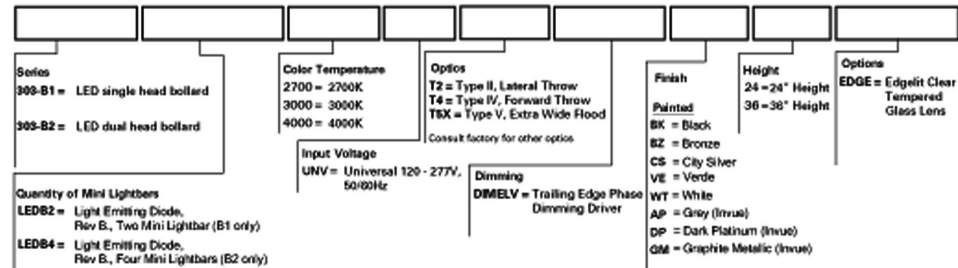 Series
303-B1 = LED single head bollard
303-B2 = LED dual head bollard
Quantity of Mini Lightbars
LEDB2 = Light Emitting Diode,
Rev B., Two Mini Lightbar (B1 only)
LEDB4 = Light Emitting Diode,
Rev B., Four Mini Lightbars (B2 only)
Color Temperature
2700 = 2700K
3000 = 3000K
4000 = 4000K
Input Voltage
UNV = Universal 120 - 277V,
50/60Hz
Optics
T2 = Type II, Lateral Throw
T4 = Type IV, Forward Throw
T5X = Type V, Extra Wide Flood
Consult factory for other optics
Dimming
DIMELV = Trailing Edge Phase
Dimming Driver
Finish
Painted
BK = Black
BZ = Bronze
CS = City Silver
VE = Verde
WT = White
AP = Grey (Invue)
DP = Dark Platinum (Invue)
GM = Graphite Metallic (Invue)
Height
24 =24" Height
36 =36" Height
Options
EDGE = Edgelit Clear
Tempered
Glass Lens